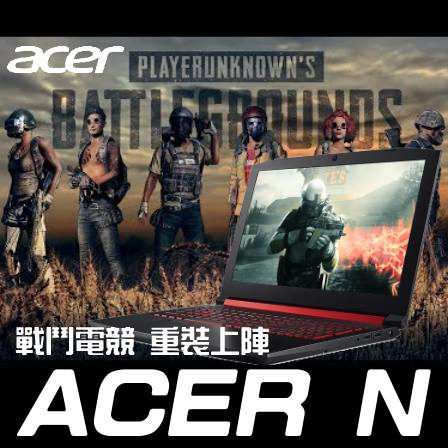 acer
PLAYERUNKNOWN'S
BATTLEGROUNDS
戰鬥電競 重裝上陣
ACER N